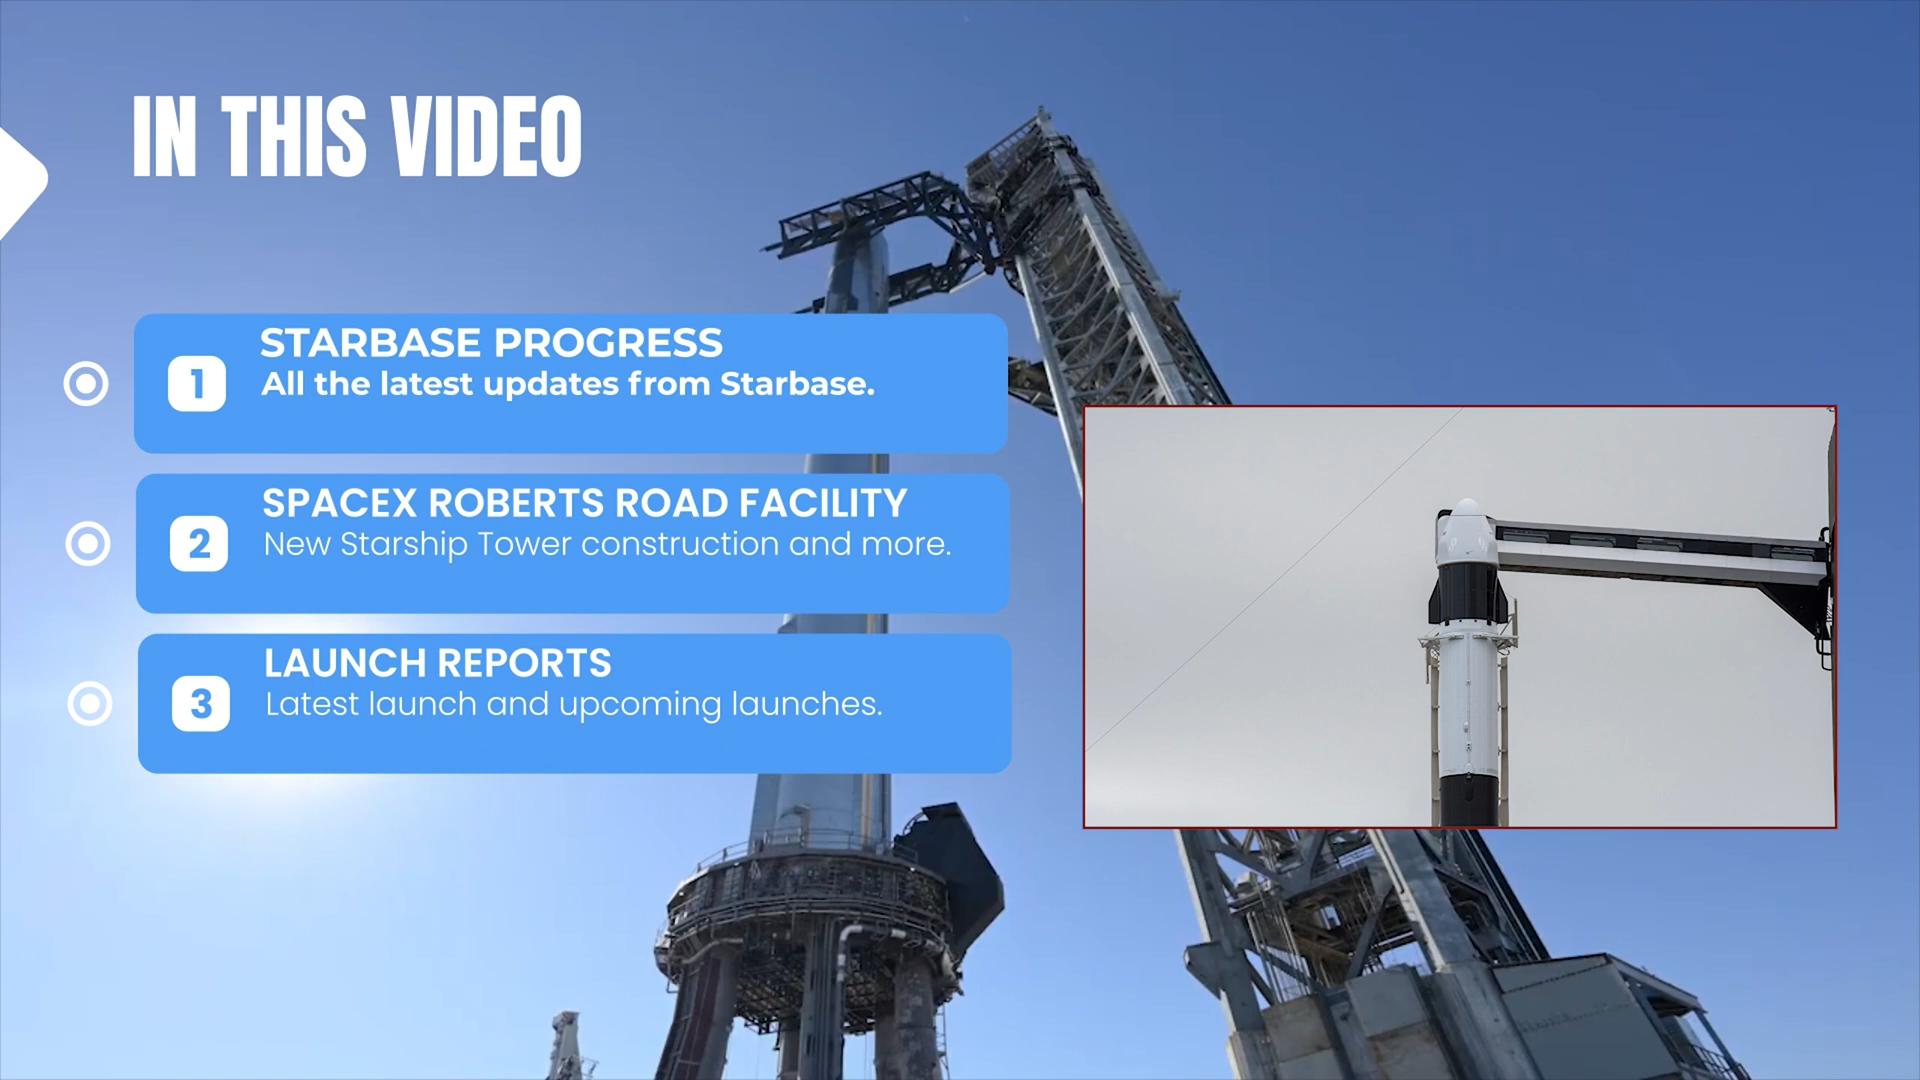 IN THIS VIDEO
1
STARBASE PROGRESS
All the latest updates from Starbase.
2
SPACEX ROBERTS ROAD FACILITY
New Starship Tower construction and more.
3
LAUNCH REPORTS
Latest launch and upcoming launches.